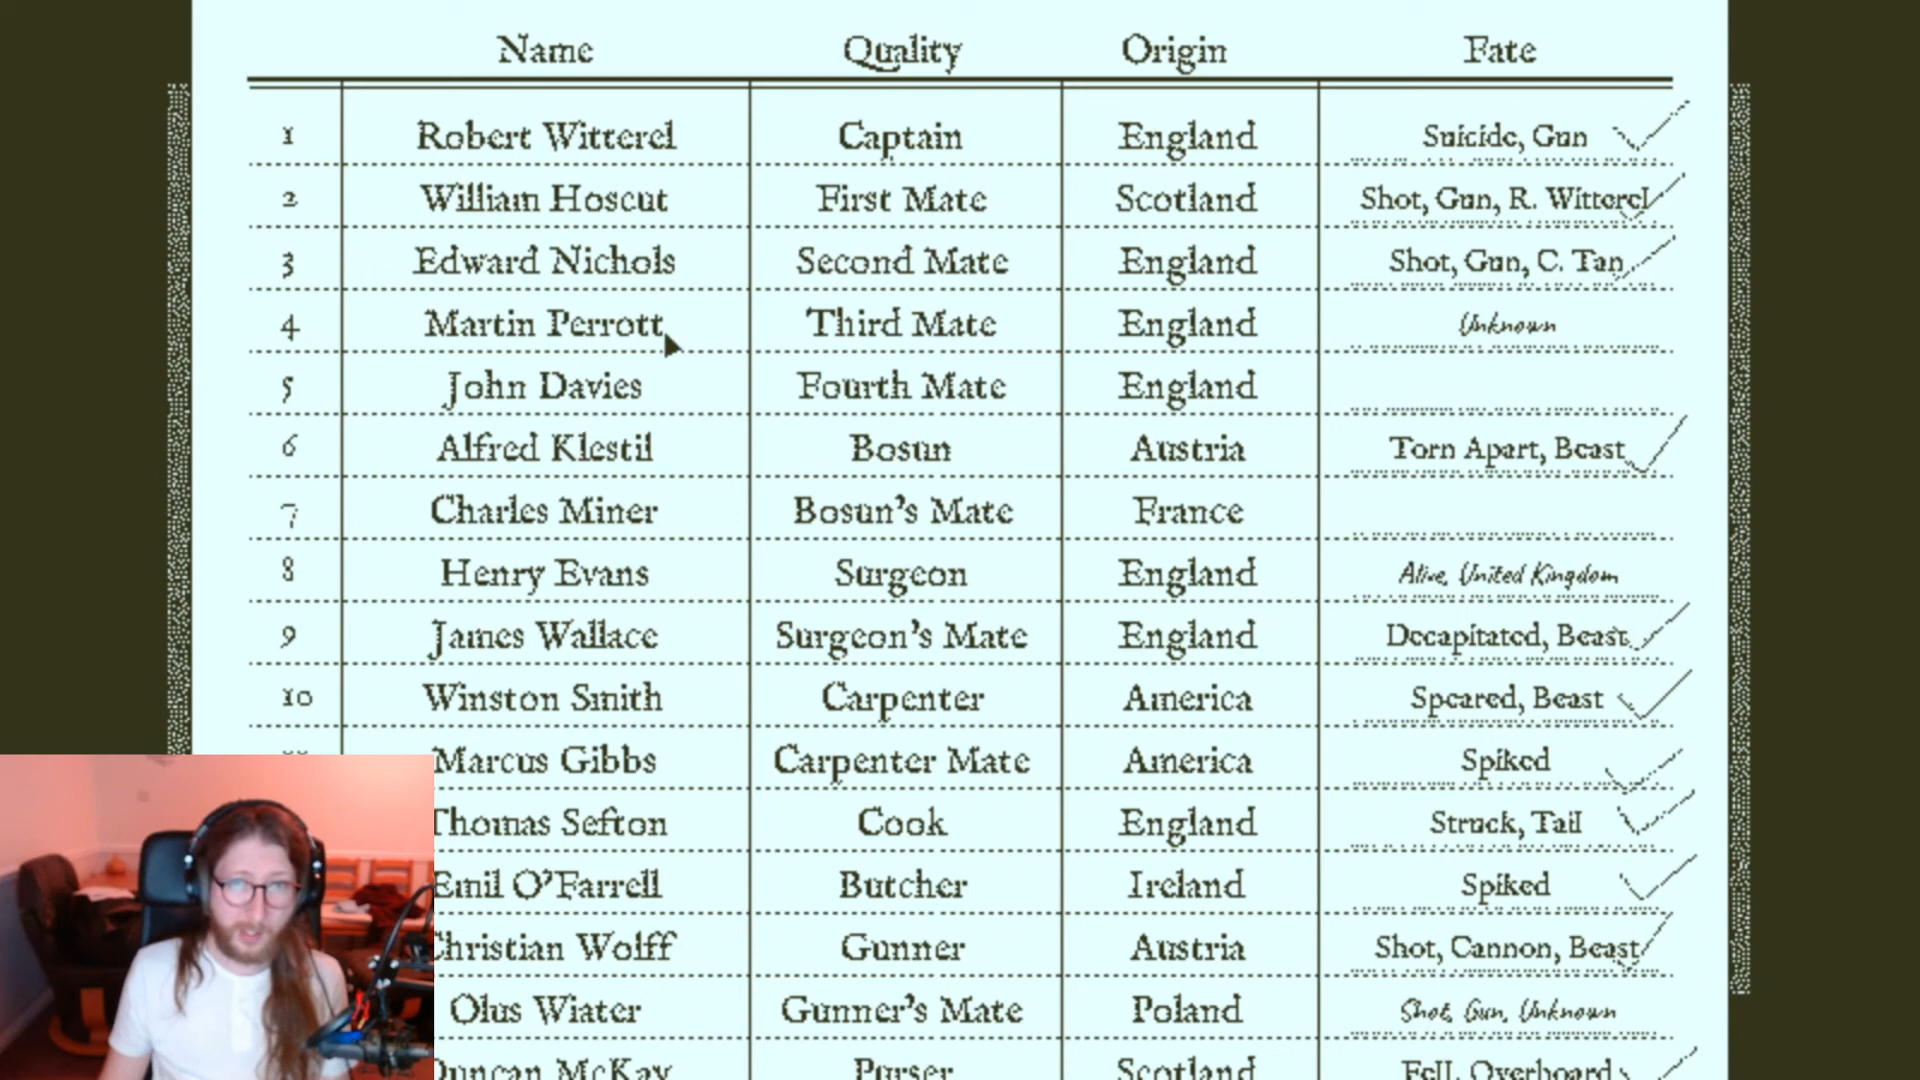 Name Quality Origin Fate
1 Robert Witterel Captain England Suicide, Gun
2 William Hoscut First Mate Scotland Shot, Gun, R. Witterel
3 Edward Nichols Second Mate England Shot, Gun, C. Tan
4 Martin Perrott Third Mate England Unknown
5 John Davies Fourth Mate England
6 Alfred Klestil Bosun Austria Torn Apart, Beast
7 Charles Miner Bosun's Mate France
8 Henry Evans Surgeon England Alive, United Kingdom
9 James Wallace Surgeon's Mate England Decapitated, Beast
10 Winston Smith Carpenter America Speared, Beast
Marcus Gibbs Carpenter Mate America Spiked
Thomas Sefton Cook England Struck, Tail
Emil O'Farrell Butcher Ireland Spiked
Christian Wolff Gunner Austria Shot, Cannon, Beast
Olus Wiater Gunner's Mate Poland Shot, Gun, Unknown
Duncan McKay Purser Scotland Fell Overboard